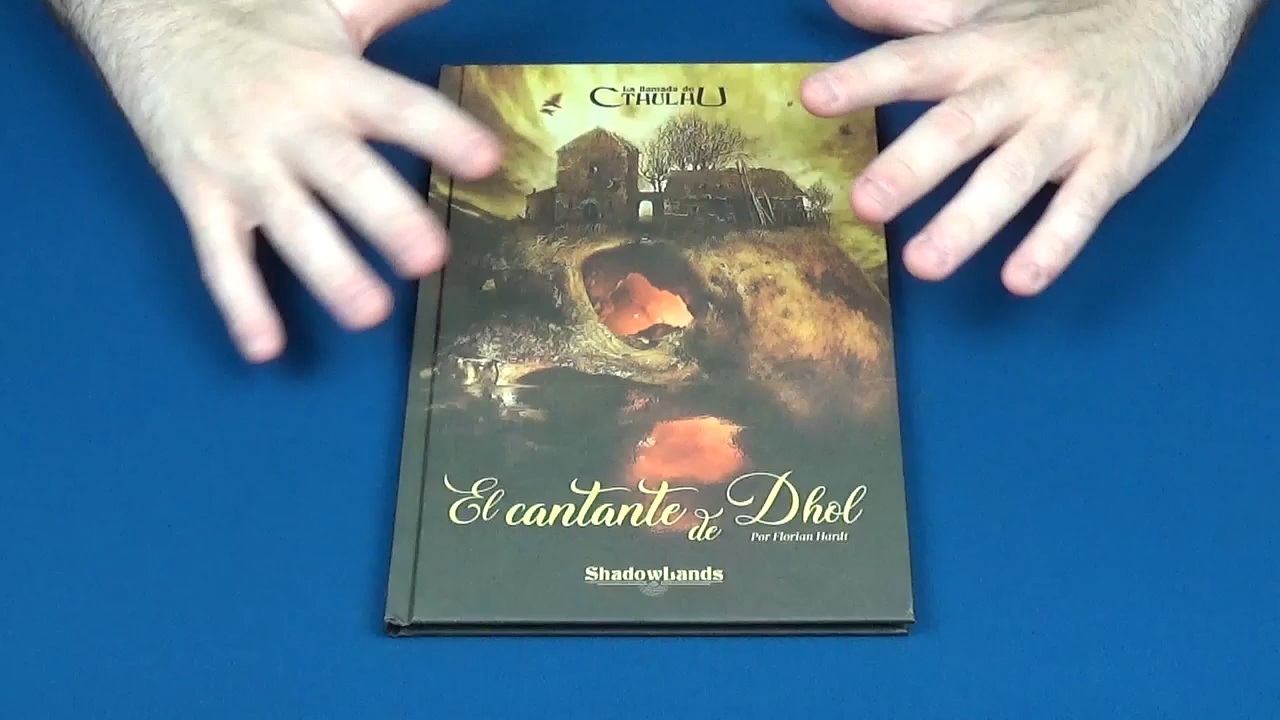 La llamada de
CTHULHU
El cantante de Dhol
Por Florian Hardt
ShadowLands